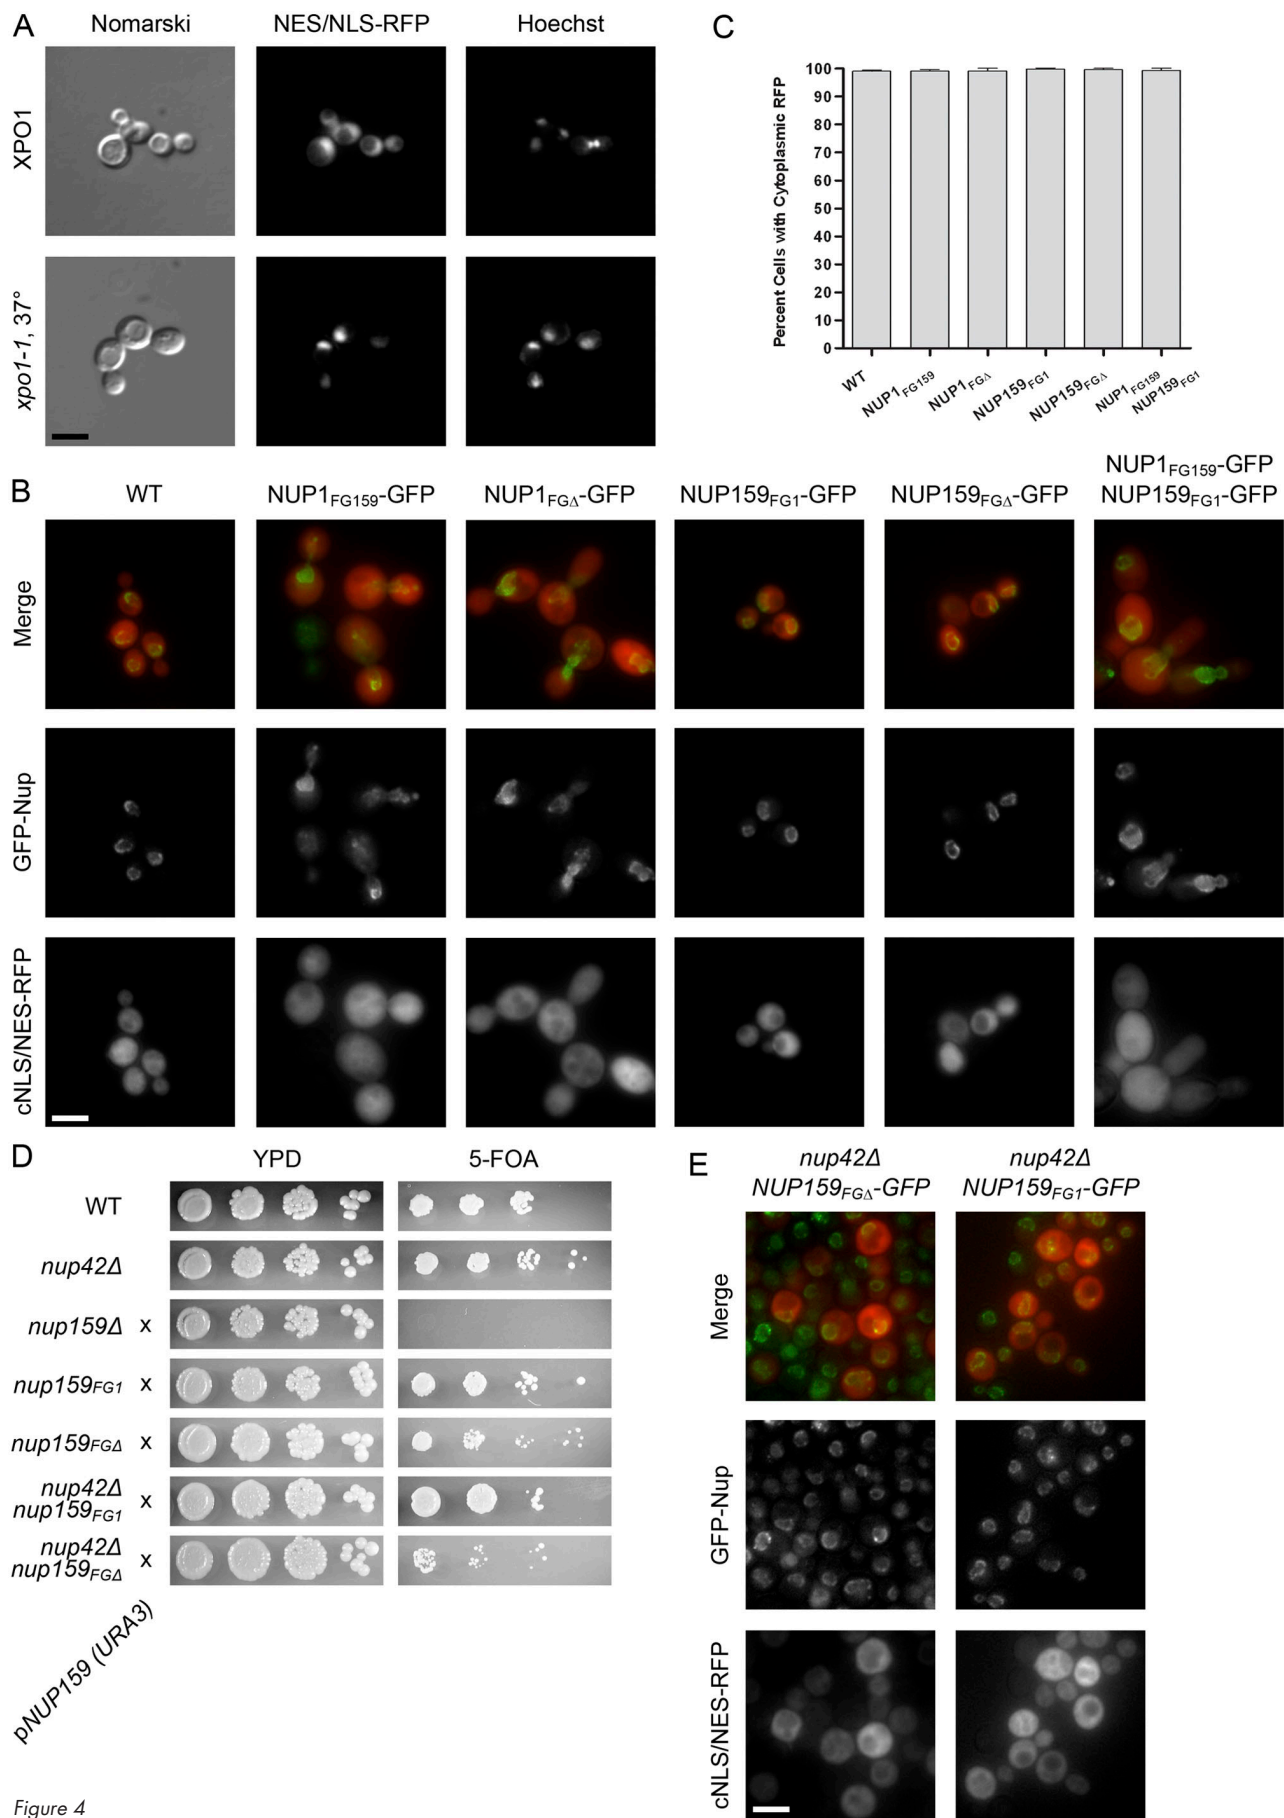 A
Nomarski
NES/NLS-RFP
Hoechst
XPO1
xpo1-1, 37°
C
Percent Cells with Cytoplasmic RFP
100
90
80
70
60
50
40
30
20
10
0
WT
NUP1FG159
NUP1FGΔ
NUP159FG1
NUP159FGΔ
NUP1FG159
NUP159FG1
B
WT
NUP1FG159-GFP
NUP1FGΔ-GFP
NUP159FG1-GFP
NUP159FGΔ-GFP
NUP1FG159-GFP
NUP159FG1-GFP
Merge
GFP-Nup
cNLS/NES-RFP
D
YPD
5-FOA
WT
nup42Δ
nup159Δ x
nup159FG1 x
nup159FGΔ x
nup42Δ
nup159FG1 x
nup42Δ
nup159FGΔ x
pNUP159 (URA3)
E
nup42Δ
NUP159FGΔ-GFP
nup42Δ
NUP159FG1-GFP
Merge
GFP-Nup
cNLS/NES-RFP
Figure 4